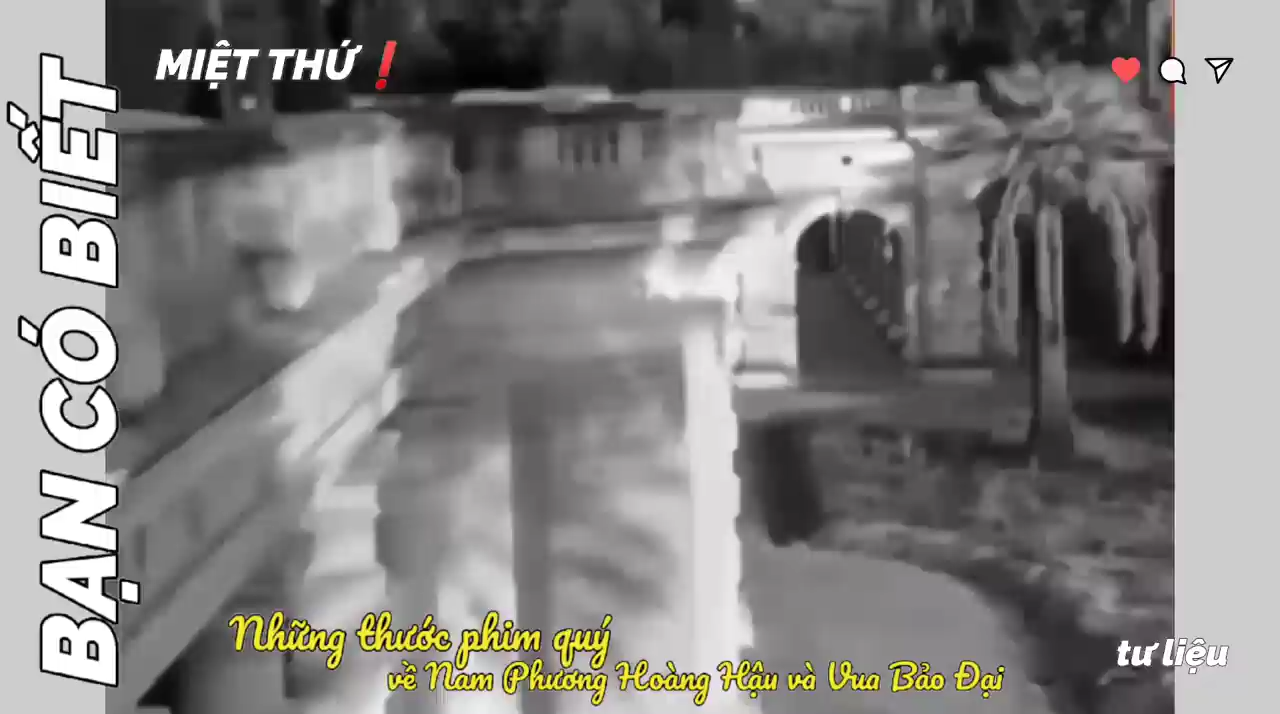 BẠN CÓ BIẾT
MIỆT THỨ❗
Những thước phim quý
về Nam Phương Hoàng Hậu và Vua Bảo Đại
tư liệu